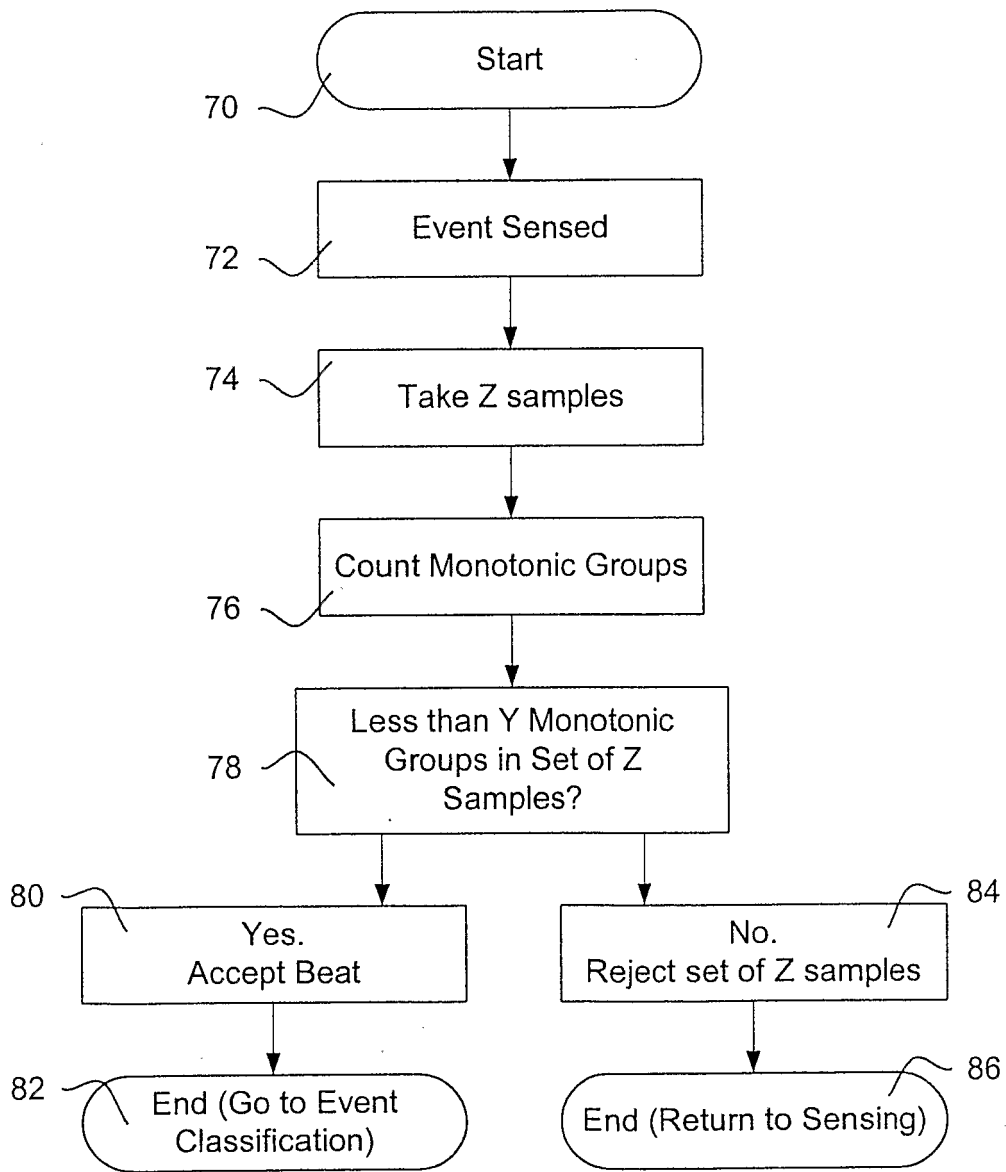 Start
70
Event Sensed
72
74
Take Z samples
Count Monotonic Groups
76
Less than Y Monotonic
Groups in Set of Z
Samples?
78
80
Yes.
Accept Beat
84
No.
Reject set of Z samples
82
End (Go to Event
Classification)
86
End (Return to Sensing)